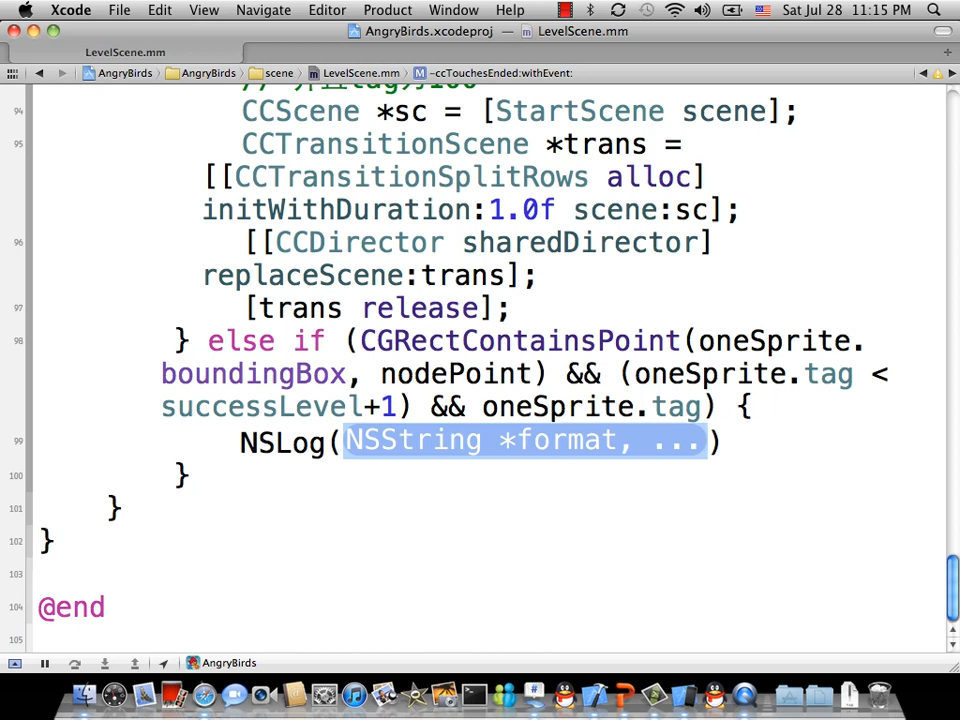 Xcode File Edit View Navigate Editor Product Window Help Sat Jul 28 11:15 PM
AngryBirds.xcodeproj — LevelScene.mm
LevelScene.mm
AngryBirds AngryBirds scene LevelScene.mm M -ccTouchesEnded:withEvent:
94 CCScene *sc = [StartScene scene];
95 CCTransitionScene *trans =
[[CCTransitionSplitRows alloc]
initWithDuration:1.0f scene:sc];
96 [[CCDirector sharedDirector]
replaceScene:trans];
97 [trans release];
98 } else if (CGRectContainsPoint(oneSprite.
boundingBox, nodePoint) && (oneSprite.tag <
successLevel+1) && oneSprite.tag) {
99 NSLog(NSString *format, ...)
100 }
101 }
102 }
103
104 @end
105
AngryBirds